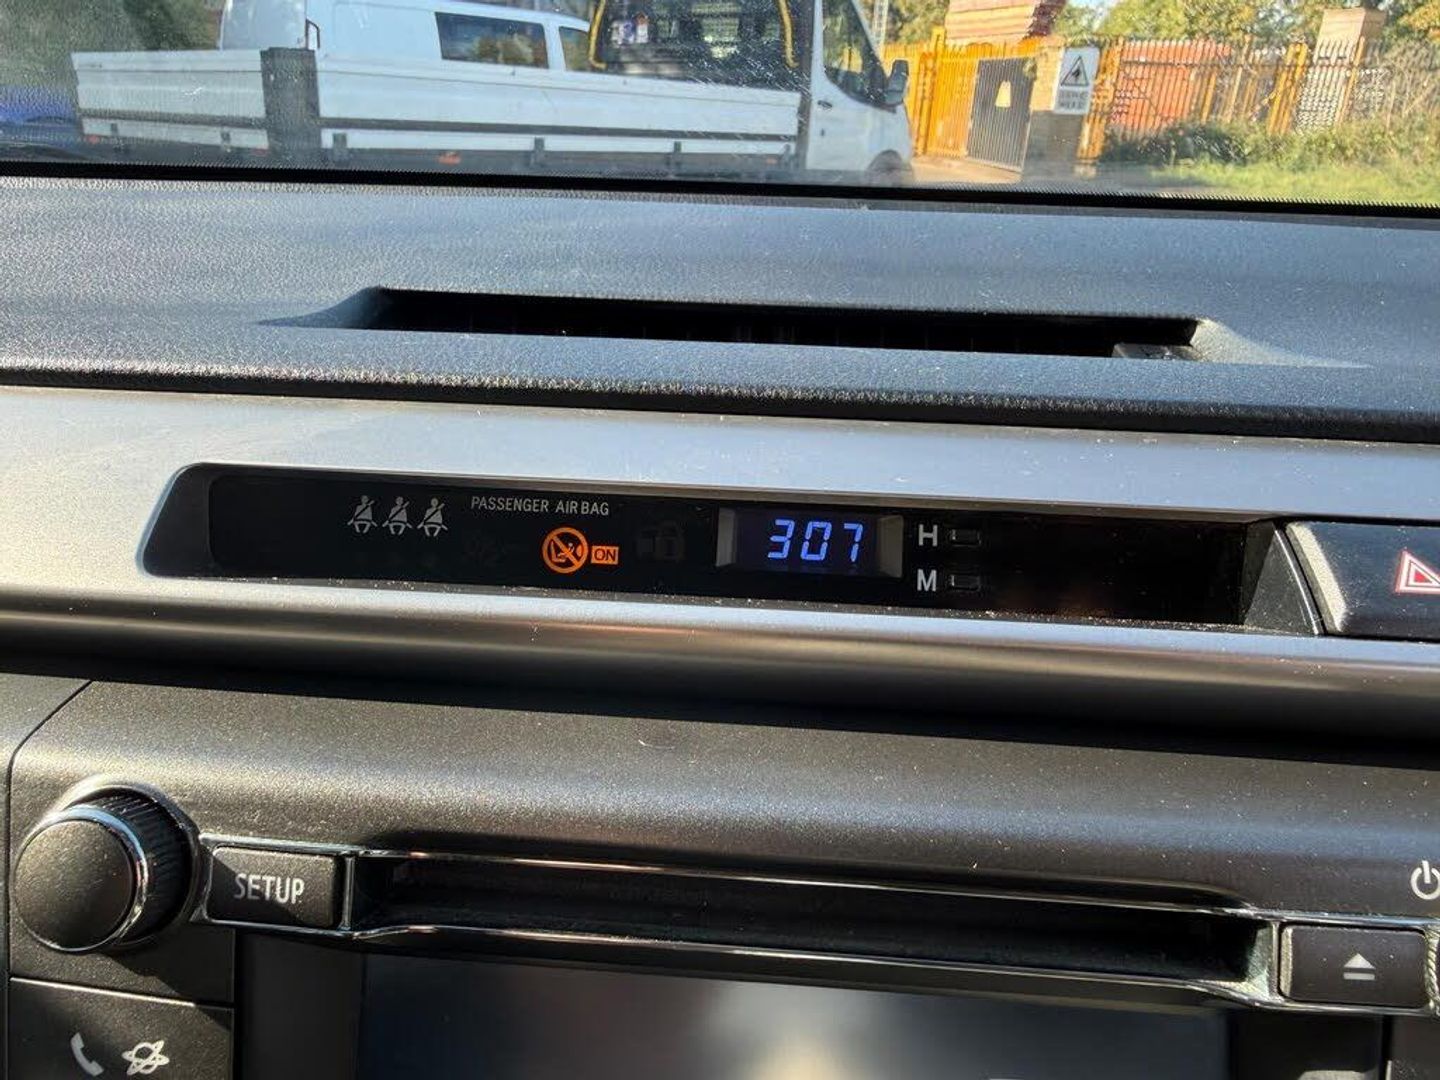 PASSENGER AIR BAG
ON
307
H
M
SETUP